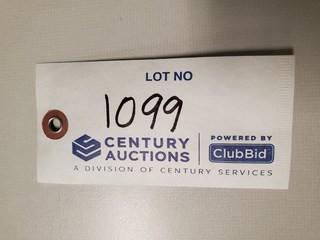 LOT NO
1099
CENTURY AUCTIONS
POWERED BY ClubBid
A DIVISION OF CENTURY SERVICES